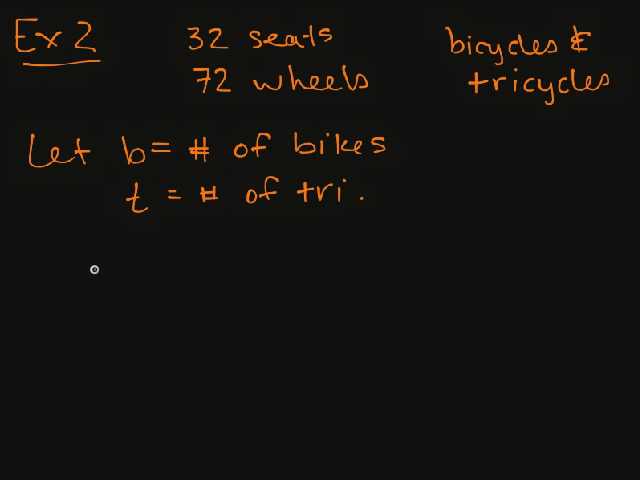 Ex 2 32 seats bicycles &
72 wheels tricycles
Let b = # of bikes
t = # of tri.